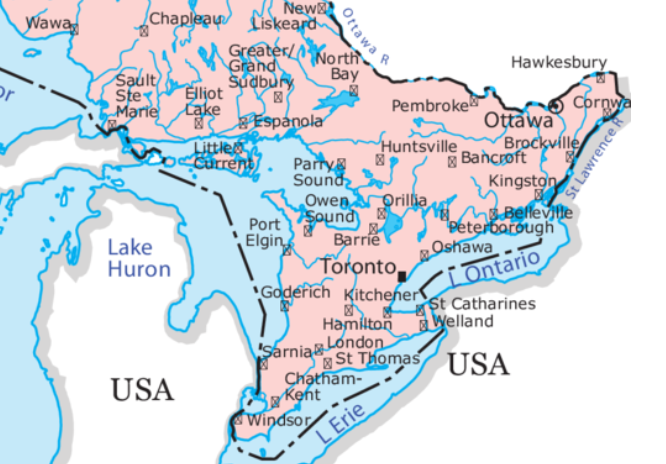 New
Liskeard
Wawa
Chapleau
Ottawa R
Greater/
Grand
Sudbury
North
Bay
Hawkesbury
Sault
Ste
Marie
Elliot
Lake
Espanola
Pembroke
Ottawa
Cornwa
or
Little
Current
Parry
Sound
Huntsville
Bancroft
Brockville
St Lawrence R
Kingston
Owen
Sound
Orillia
Belleville
Peterborough
Port
Elgin
Barrie
Oshawa
Lake
Huron
Toronto
L Ontario
Goderich
Kitchener
St Catharines
Hamilton
Welland
Sarnia
London
St Thomas
USA
USA
Chatham-
Kent
Windsor
L Erie